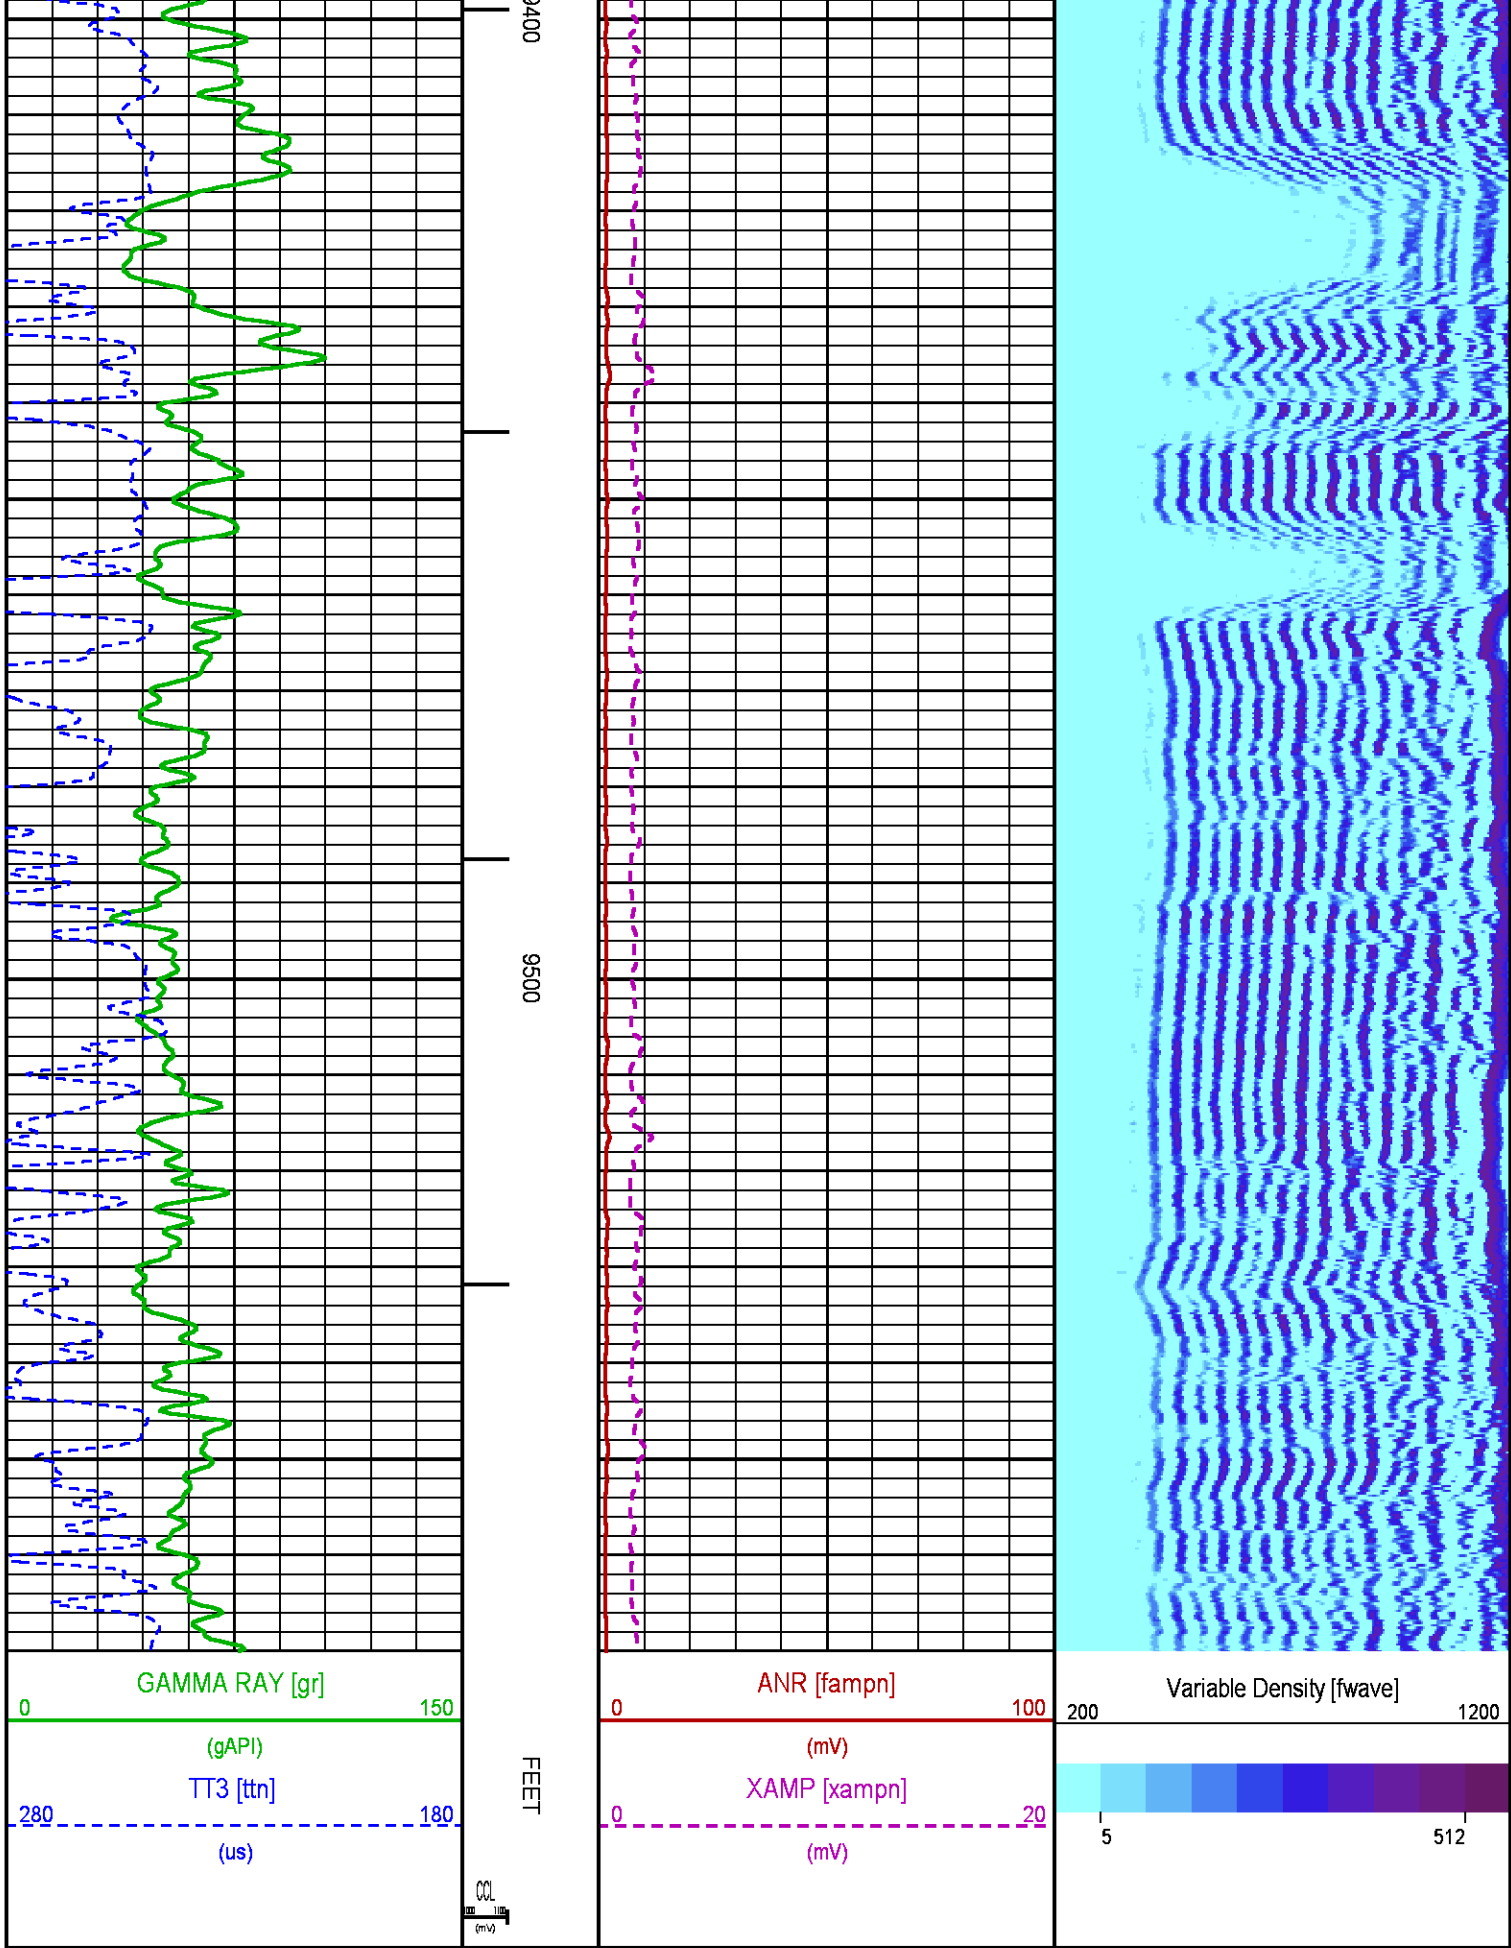 9400
9500
GAMMA RAY [gr]
0 150
(gAPI)
TT3 [ttn]
280 180
(us)
FEET
CCL
(mV)
ANR [fampn]
0 100
(mV)
XAMP [xampn]
0 20
(mV)
Variable Density [fwave]
200 1200
5 512